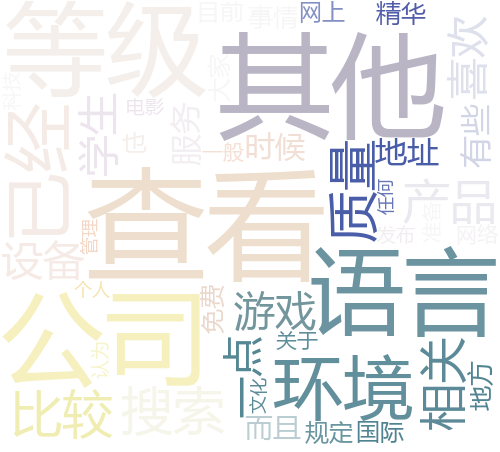 等级
目前
事情
网上
精华
其他
喜欢
科技
电影
已经
学生
也
服务
大家
一般
时候
有些
质量
地址
查看
任何
产品
发布
网络
设备
管理
个人
免费
语言
公司
游戏
关于
一点
认为
环境
相关
地方
文化
比较
搜索
而且
规定
国际